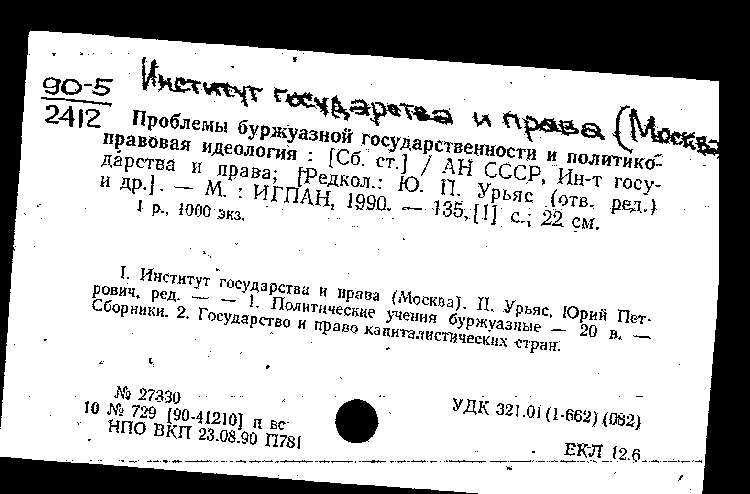 Институт государства и права (Москва
90-5
2412
Проблемы буржуазной государственности и политико-
правовая идеология : [Сб. ст.] / АН СССР, Ин-т госу-
дарства и права; [Редкол.: Ю. П. Урьяс (отв. ред.)
и др.]. — М. : ИГПАН, 1990. — 135,[1] с.; 22 см.
1 р., 1000 экз.
I. Институт государства и права (Москва). II. Урьяс, Юрий Пет-
рович, ред. — — 1. Политические учения буржуазные — 20 в. —
Сборники. 2. Государство и право капиталистических стран.
№ 27330
10 № 729 [90-41210] п вс
НПО ВКП 23.08.90 П781
УДК 321.01(1-662)(082)
ЕКЛ 12.6